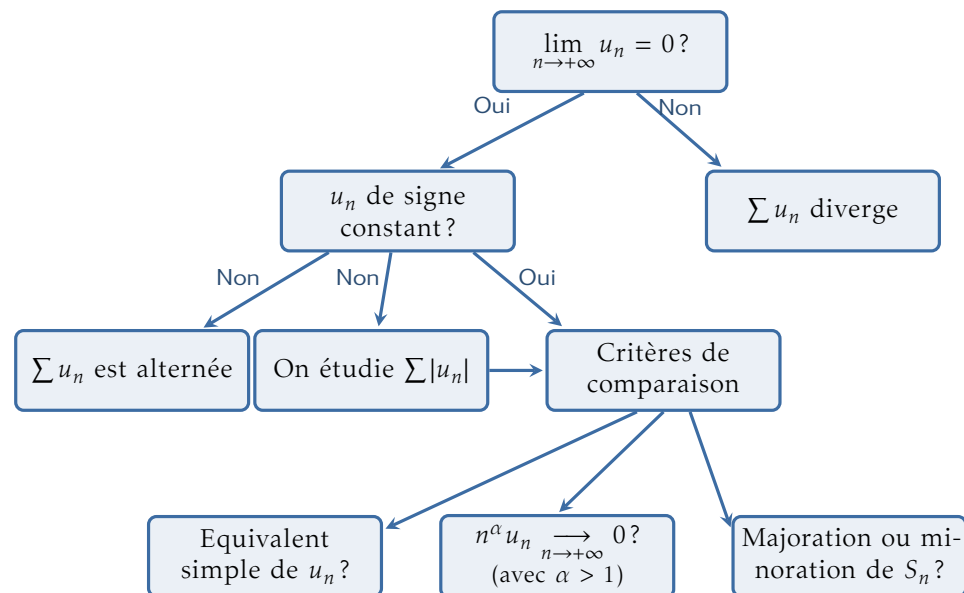 lim u_n = 0 ?
n→+∞
Oui
Non
u_n de signe
constant ?
∑ u_n diverge
Non
Non
Oui
∑ u_n est alternée
On étudie ∑|u_n|
Critères de
comparaison
Equivalent
simple de u_n ?
n^α u_n ⟶ 0 ?
n→+∞
(avec α > 1)
Majoration ou mi-
noration de S_n ?